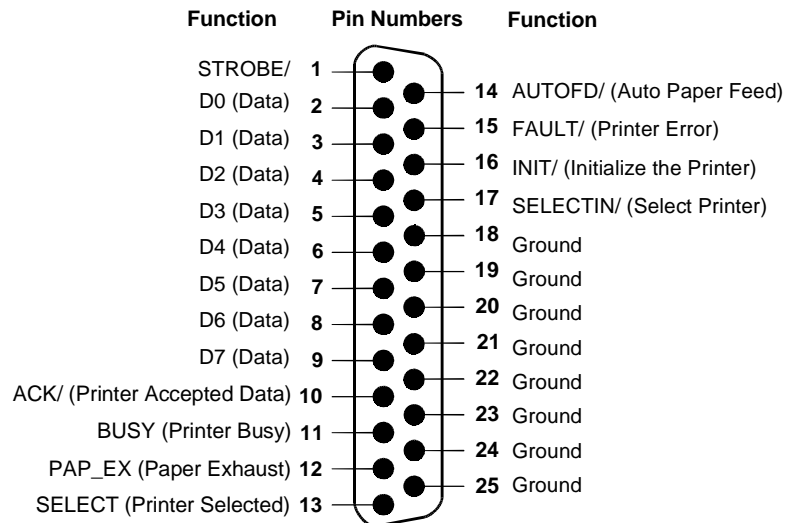 Function Pin Numbers Function
STROBE/ 1
D0 (Data) 2
D1 (Data) 3
D2 (Data) 4
D3 (Data) 5
D4 (Data) 6
D5 (Data) 7
D6 (Data) 8
D7 (Data) 9
ACK/ (Printer Accepted Data) 10
BUSY (Printer Busy) 11
PAP_EX (Paper Exhaust) 12
SELECT (Printer Selected) 13
14 AUTOFD/ (Auto Paper Feed)
15 FAULT/ (Printer Error)
16 INIT/ (Initialize the Printer)
17 SELECTIN/ (Select Printer)
18 Ground
19 Ground
20 Ground
21 Ground
22 Ground
23 Ground
24 Ground
25 Ground